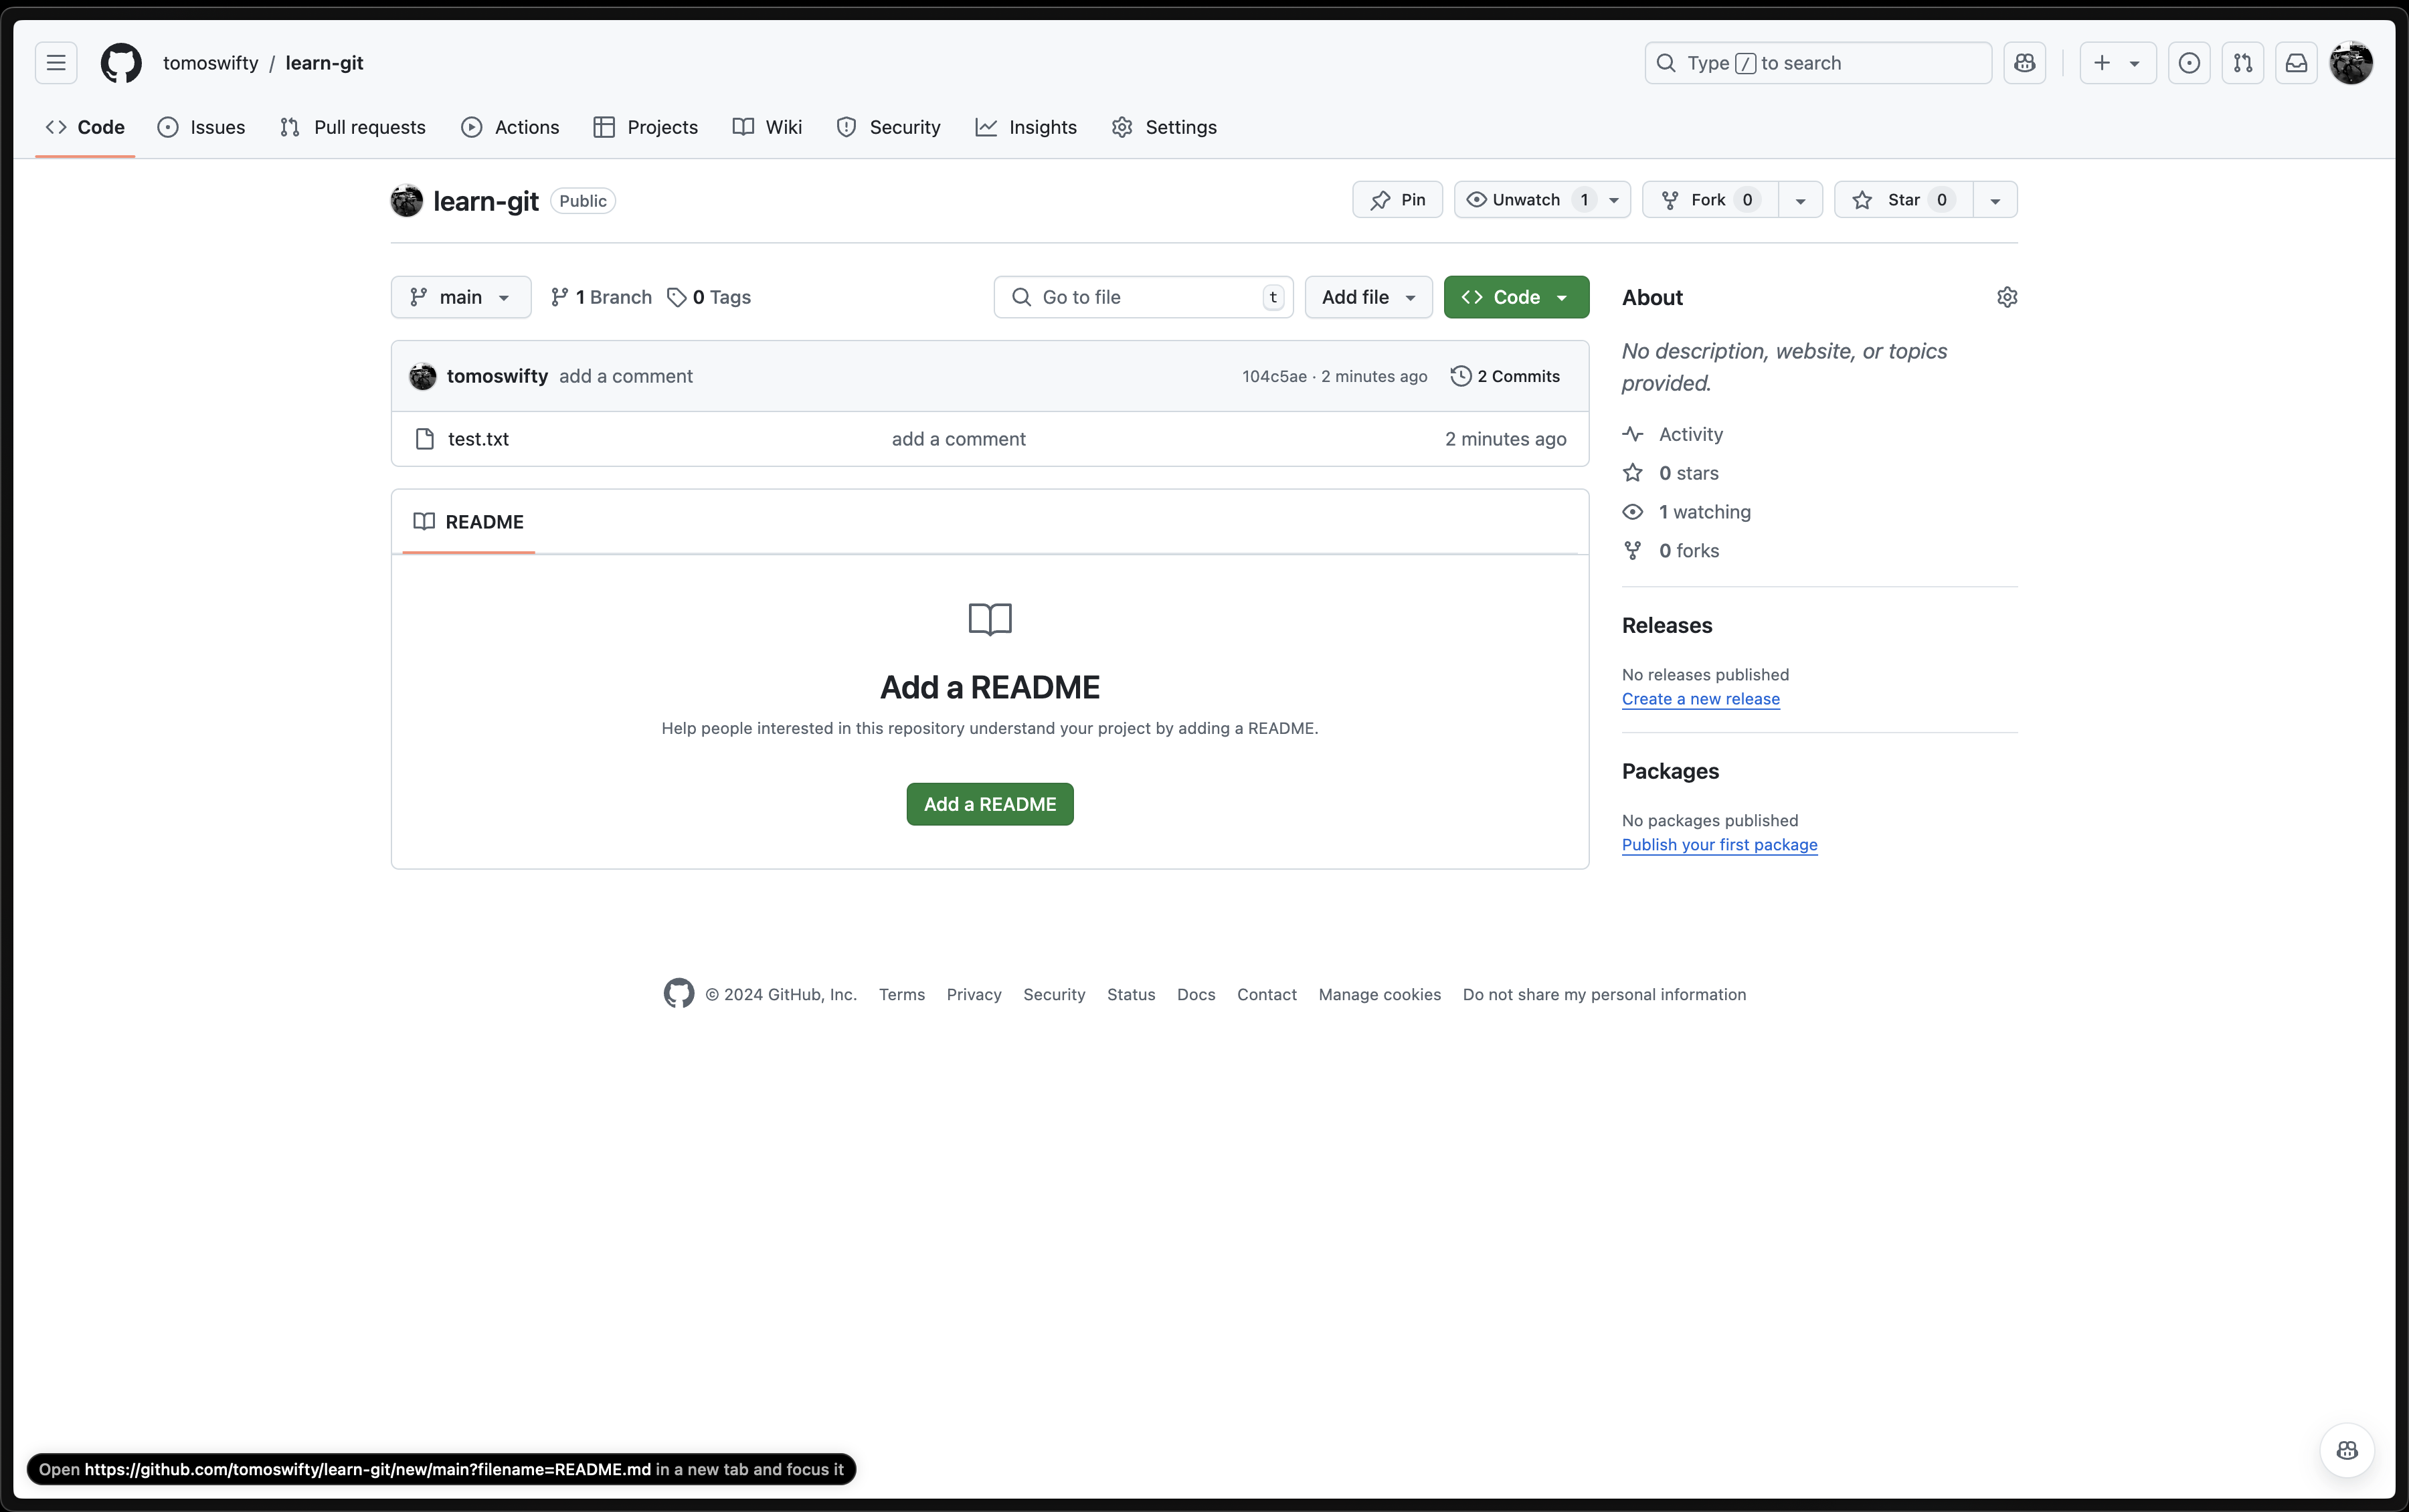 tomoswifty / learn-git
Type / to search
Code Issues Pull requests Actions Projects Wiki Security Insights Settings
learn-git Public
Pin Unwatch 1 Fork 0 Star 0
main 1 Branch 0 Tags Go to file t Add file Code
tomoswifty add a comment 104c5ae · 2 minutes ago 2 Commits
test.txt add a comment 2 minutes ago
README
Add a README
Help people interested in this repository understand your project by adding a README.
Add a README
About
No description, website, or topics
provided.
Activity
0 stars
1 watching
0 forks
Releases
No releases published
Create a new release
Packages
No packages published
Publish your first package
© 2024 GitHub, Inc. Terms Privacy Security Status Docs Contact Manage cookies Do not share my personal information
Open https://github.com/tomoswifty/learn-git/new/main?filename=README.md in a new tab and focus it